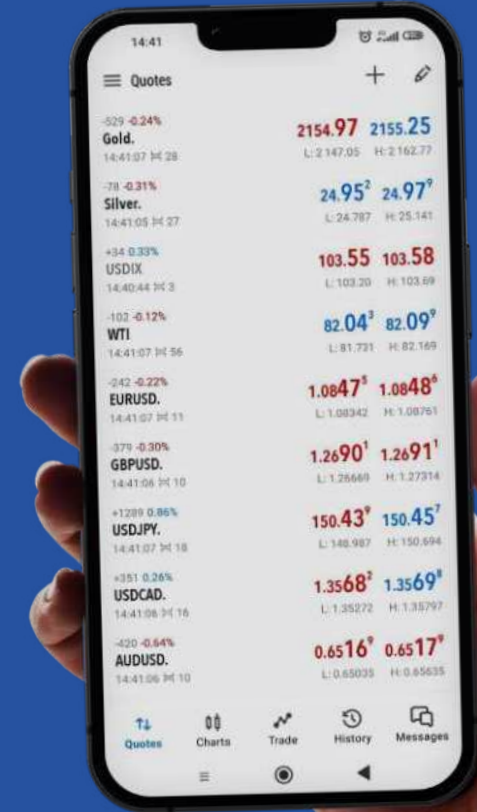 14:41
Quotes
-529 -0.24%
Gold.
14:41:07 28
2154.97 2155.25
L: 2 147.05 H: 2 162.77
-78 -0.31%
Silver.
14:41:05 27
24.95² 24.97⁹
L: 24.787 H: 25.141
+34 0.33%
USDIX
14:40:44 3
103.55 103.58
L: 103.20 H: 103.69
-102 -0.12%
WTI
14:41:07 56
82.04³ 82.09⁹
L: 81.731 H: 82.169
-242 -0.22%
EURUSD.
14:41:07 11
1.0847⁵ 1.0848⁶
L: 1.08342 H: 1.08761
-379 -0.30%
GBPUSD.
14:41:06 10
1.2690¹ 1.2691¹
L: 1.26669 H: 1.27314
+1289 0.86%
USDJPY.
14:41:07 18
150.43⁹ 150.45⁷
L: 148.987 H: 150.694
+351 0.26%
USDCAD.
14:41:06 16
1.3568² 1.3569⁸
L: 1.35272 H: 1.35797
-420 -0.64%
AUDUSD.
14:41:06 10
0.6516⁹ 0.6517⁹
L: 0.65035 H: 0.65635
Quotes Charts Trade History Messages